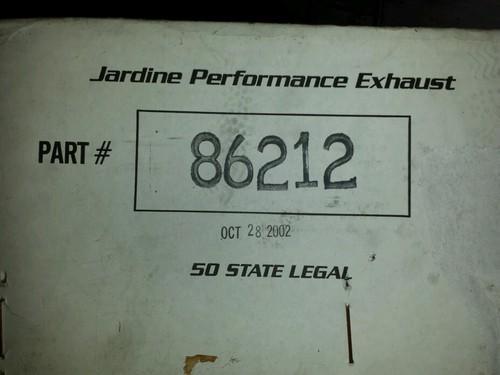 Jardine Performance Exhaust
PART # 86212
OCT 28 2002
50 STATE LEGAL